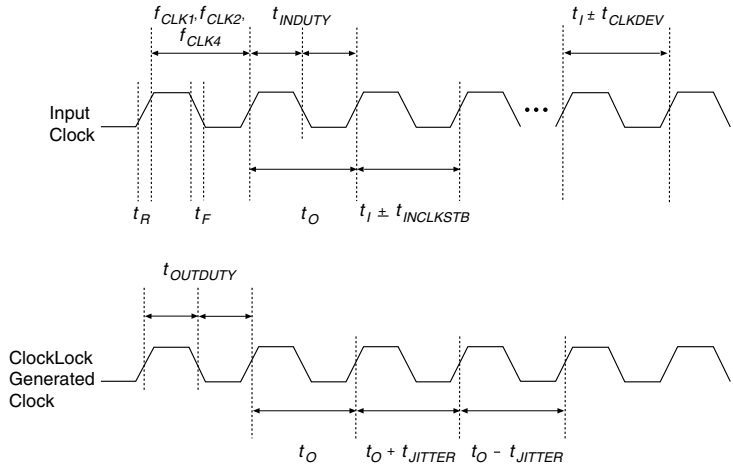 fCLK1, fCLK2,
fCLK4
tINDUTY
tI ± tCLKDEV
Input
Clock
•••
tR
tF
tO
tI ± tINCLKSTB
tOUTDUTY
ClockLock
Generated
Clock
tO
tO + tJITTER
tO – tJITTER